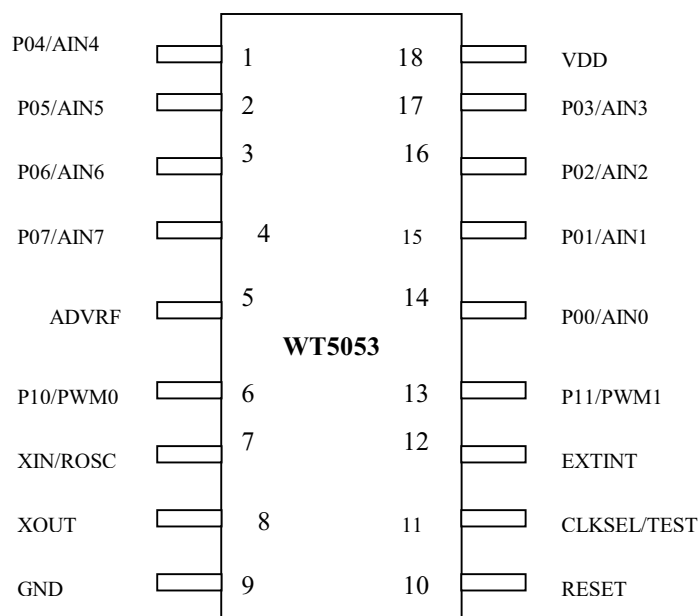 P04/AIN4 1 18 VDD
P05/AIN5 2 17 P03/AIN3
P06/AIN6 3 16 P02/AIN2
P07/AIN7 4 15 P01/AIN1
ADVRF 5 14 P00/AIN0
WT5053
P10/PWM0 6 13 P11/PWM1
XIN/ROSC 7 12 EXTINT
XOUT 8 11 CLKSEL/TEST
GND 9 10 RESET